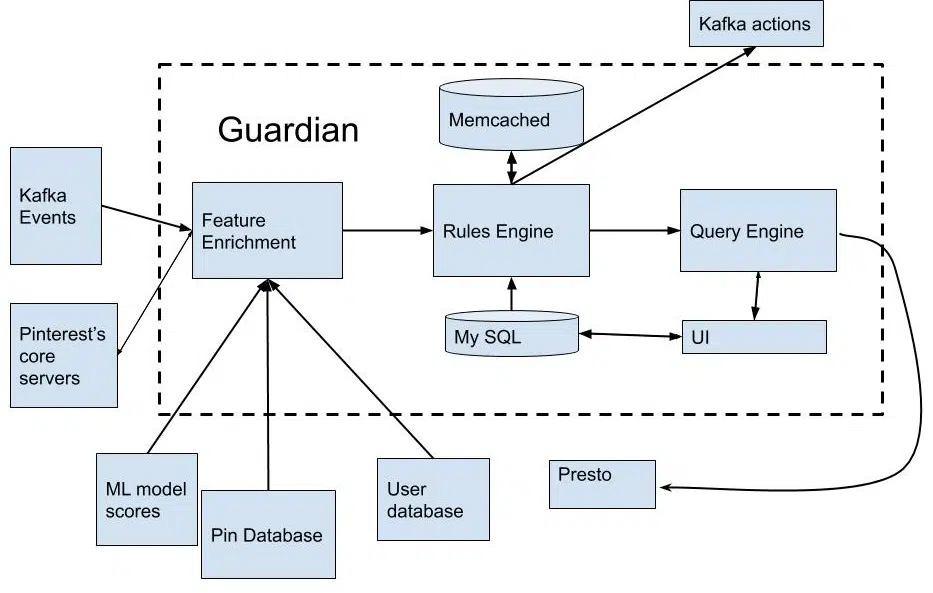 Kafka actions
Guardian
Memcached
Kafka
Events
Feature
Enrichment
Rules Engine
Query Engine
Pinterest's
core
servers
My SQL
UI
ML model
scores
Pin Database
User
database
Presto